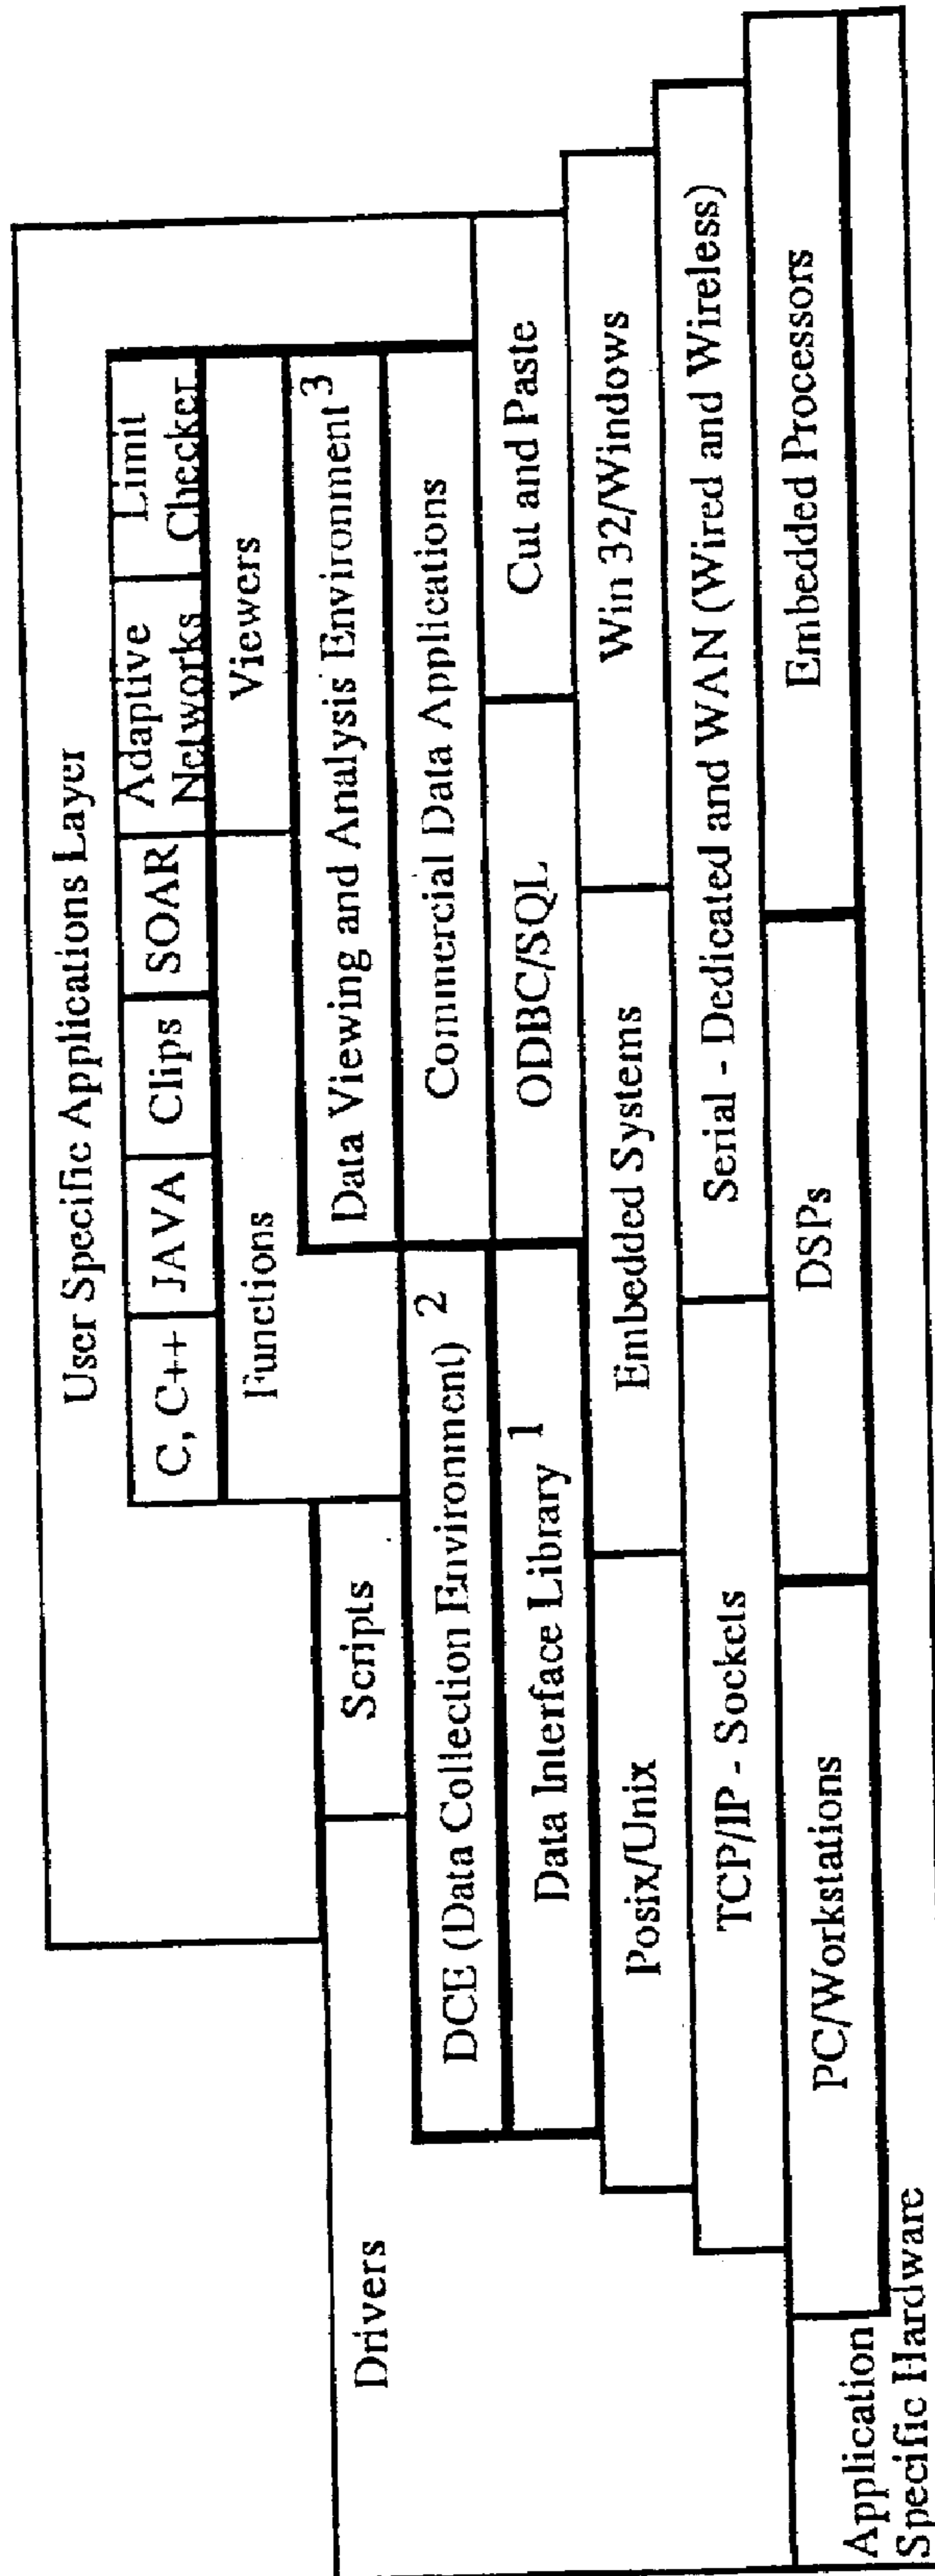 User Specific Applications Layer
C, C++
JAVA
Clips
SOAR
Adaptive
Networks
Limit
Checker
Functions
Viewers
Scripts
Data Viewing and Analysis Environment 3
Drivers
DCE (Data Collection Environment) 2
Commercial Data Applications
Data Interface Library 1
ODBC/SQL
Cut and Paste
Posix/Unix
Embedded Systems
Win 32/Windows
TCP/IP - Sockets
Serial - Dedicated and WAN (Wired and Wireless)
PC/Workstations
DSPs
Embedded Processors
Application
Specific Hardware